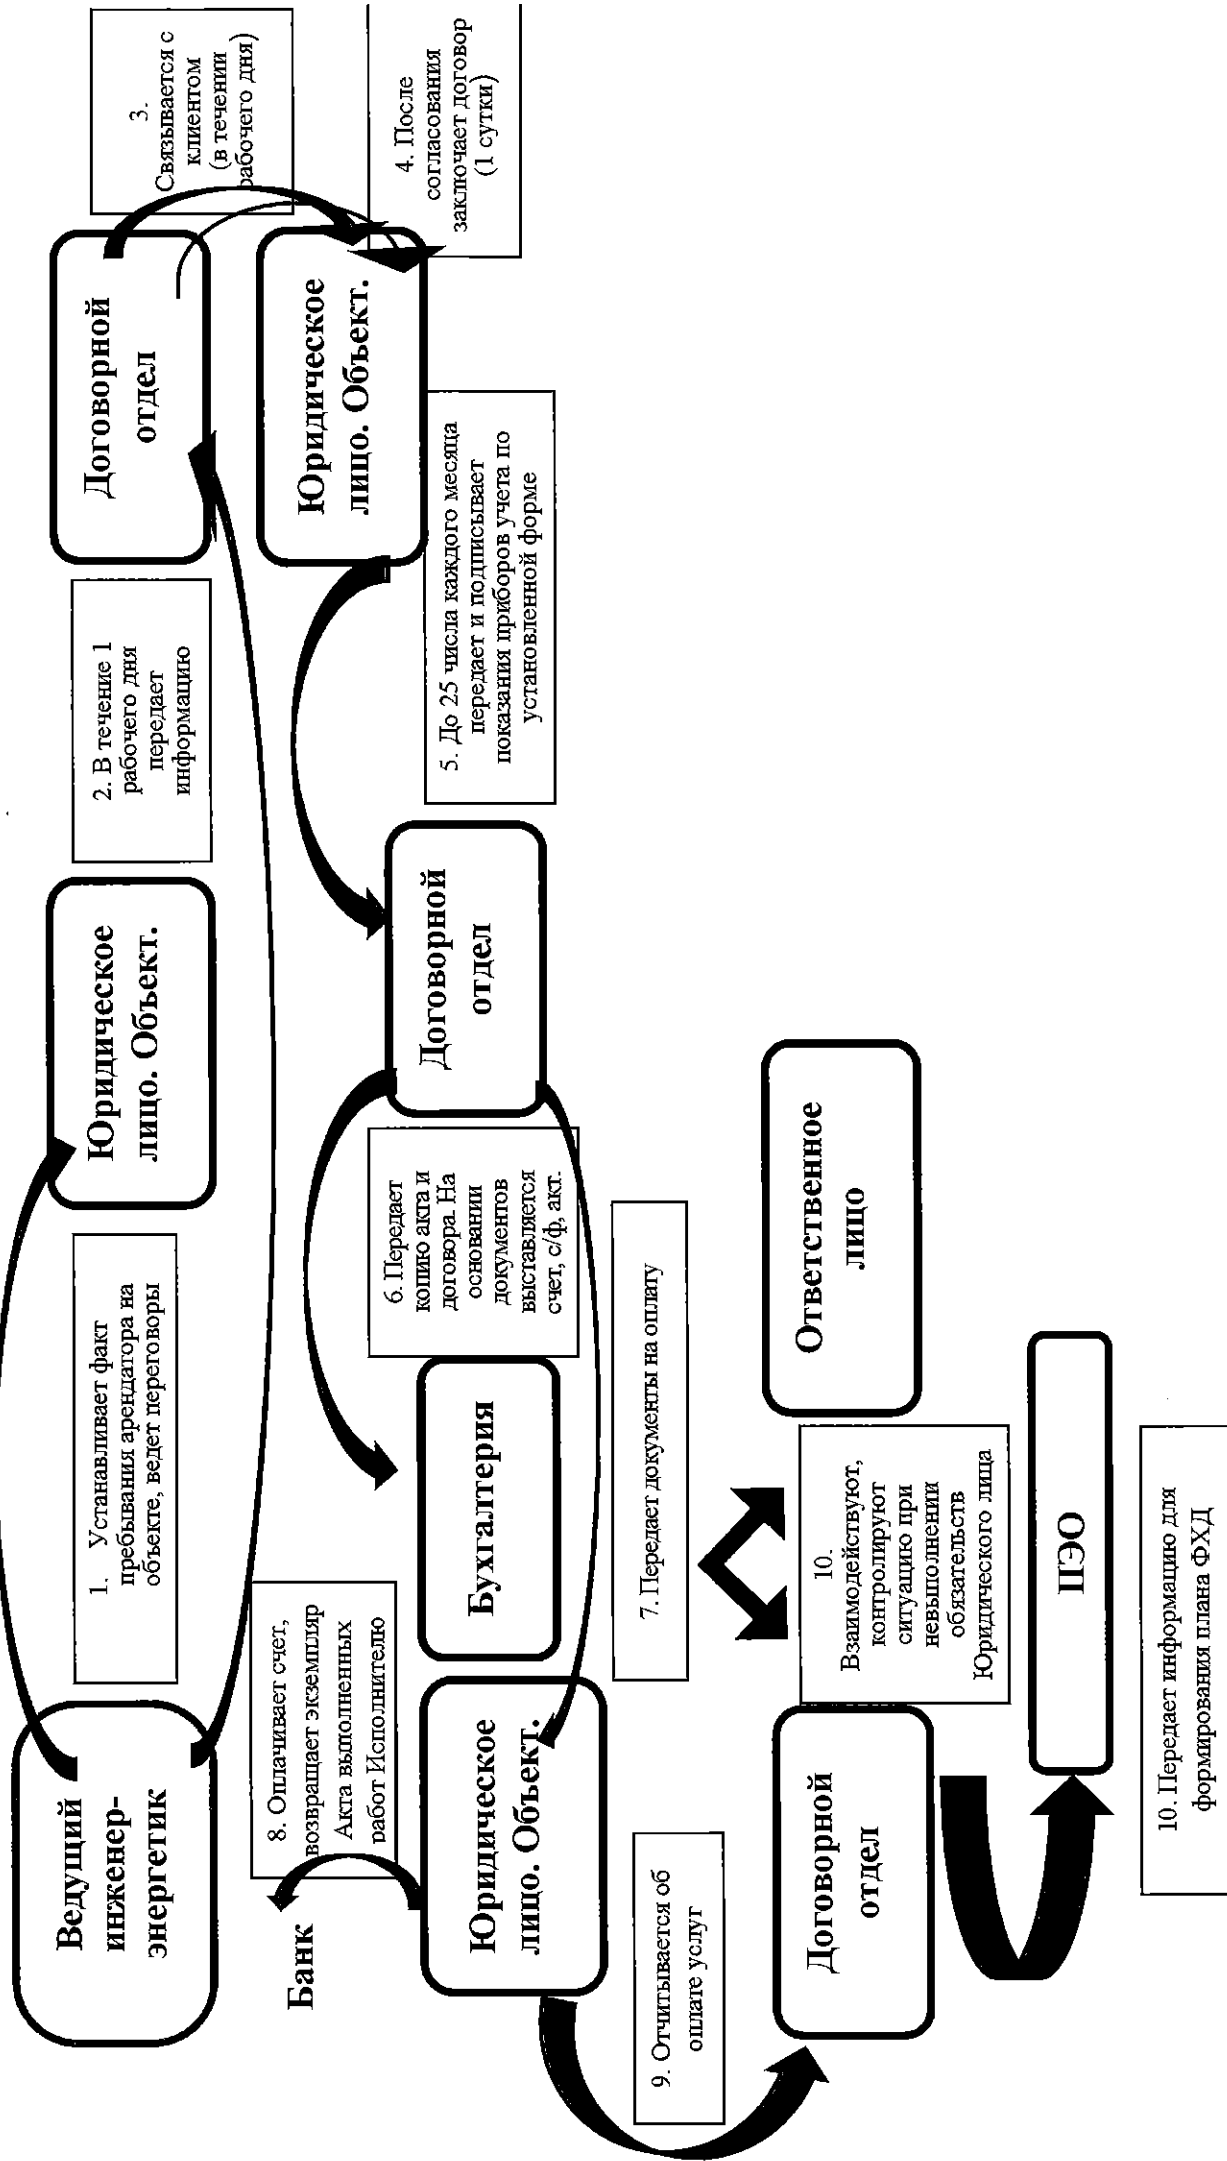 Ведущий
инженер-
энергетик
1. Устанавливает факт
пребывания арендатора на
объекте, ведет переговоры
Юридическое
лицо. Объект.
2. В течение 1
рабочего дня
передает
информацию
Договорной
отдел
3.
Связывается с
клиентом
(в течении
рабочего дня)
Юридическое
лицо. Объект.
4. После
согласования
заключает договор
(1 сутки)
5. До 25 числа каждого месяца
передает и подписывает
показания приборов учета по
установленной форме
Договорной
отдел
6. Передает
копию акта и
договора. На
основании
документов
выставляется
счет, с/ф, акт.
Бухгалтерия
7. Передает документы на оплату
Юридическое
лицо. Объект.
8. Оплачивает счет,
возвращает экземпляр
Акта выполненных
работ Исполнителю
Банк
9. Отчитывается об
оплате услуг
Договорной
отдел
10.
Взаимодействуют,
контролируют
ситуацию при
невыполнении
обязательств
Юридического лица
Ответственное
лицо
ПЭО
10. Передает информацию для
формирования плана ФХД